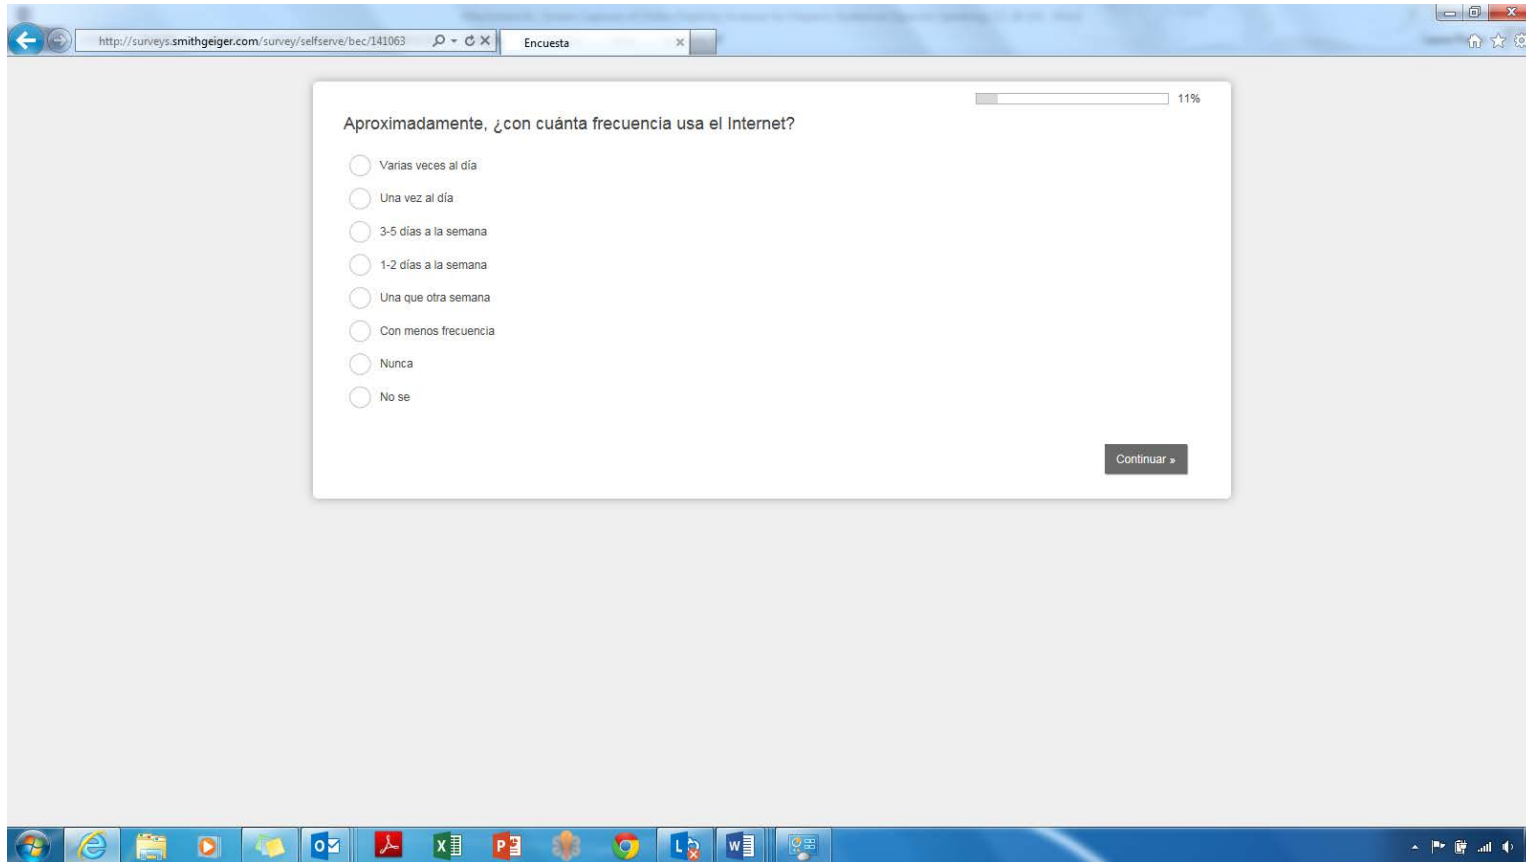 http://surveys.smithgeiger.com/survey/selfserve/bec/141063
Encuesta
11%
Aproximadamente, ¿con cuánta frecuencia usa el Internet?
Varias veces al día
Una vez al día
3-5 días a la semana
1-2 días a la semana
Una que otra semana
Con menos frecuencia
Nunca
No se
Continuar »